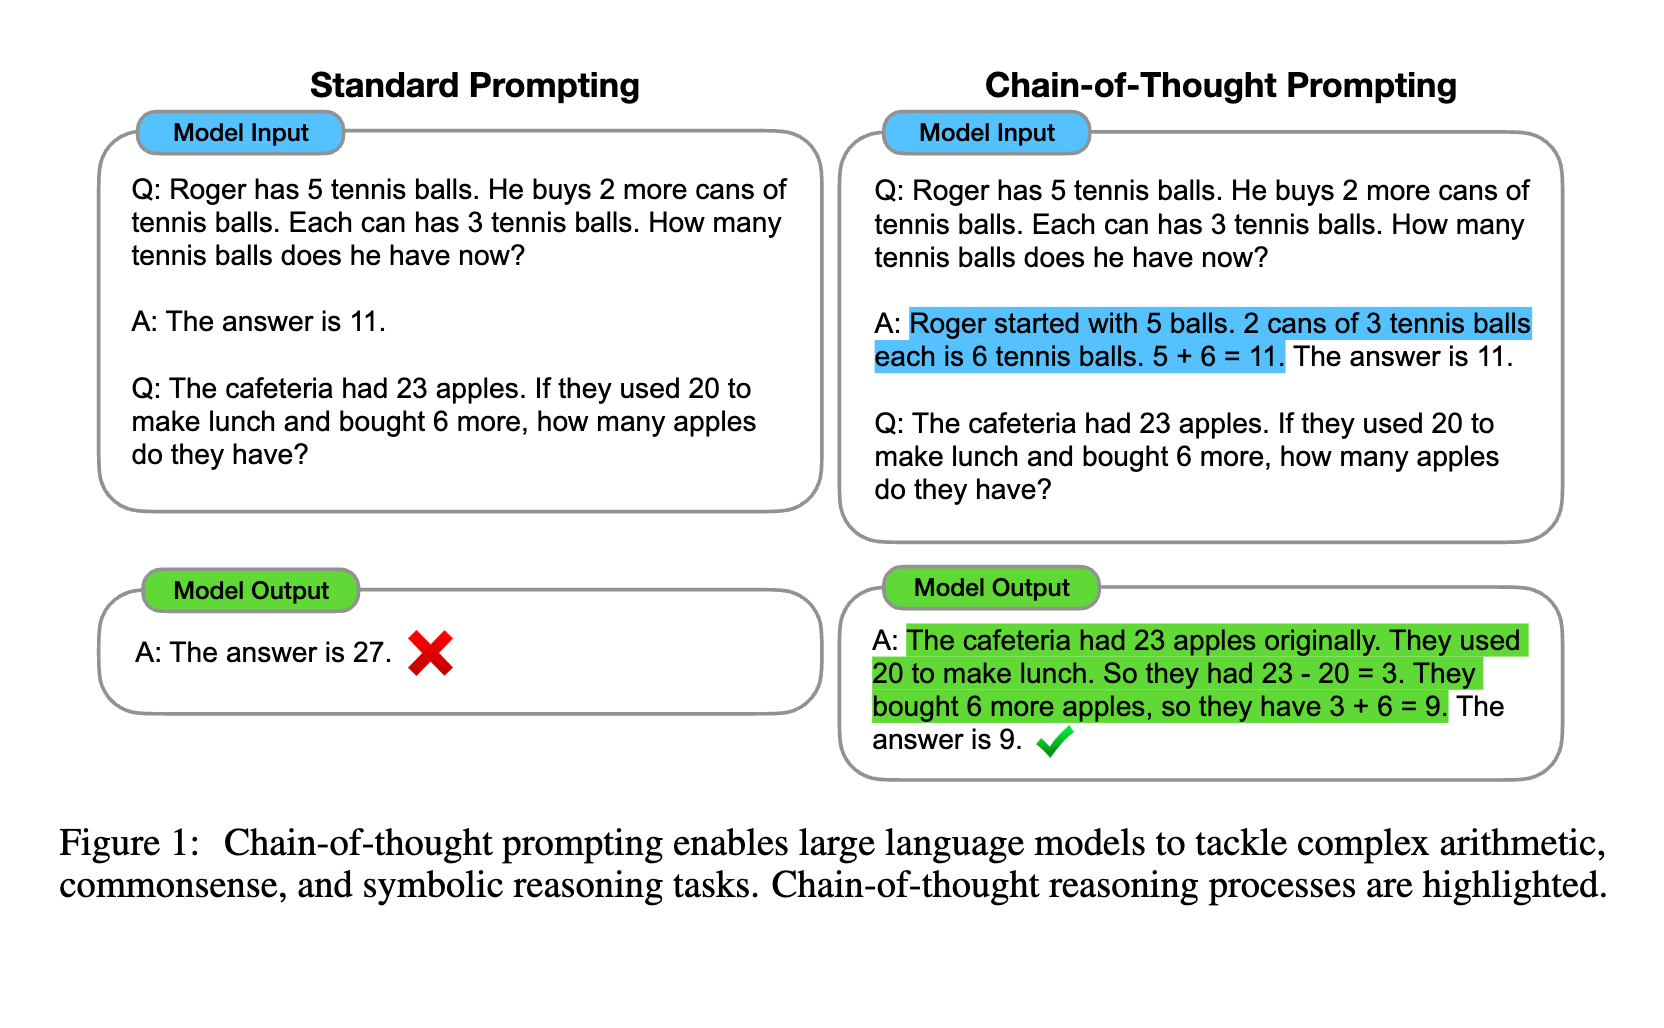 Standard Prompting
Model Input
Q: Roger has 5 tennis balls. He buys 2 more cans of
tennis balls. Each can has 3 tennis balls. How many
tennis balls does he have now?
A: The answer is 11.
Q: The cafeteria had 23 apples. If they used 20 to
make lunch and bought 6 more, how many apples
do they have?
Model Output
A: The answer is 27.
Chain-of-Thought Prompting
Model Input
Q: Roger has 5 tennis balls. He buys 2 more cans of
tennis balls. Each can has 3 tennis balls. How many
tennis balls does he have now?
A: Roger started with 5 balls. 2 cans of 3 tennis balls
each is 6 tennis balls. 5 + 6 = 11. The answer is 11.
Q: The cafeteria had 23 apples. If they used 20 to
make lunch and bought 6 more, how many apples
do they have?
Model Output
A: The cafeteria had 23 apples originally. They used
20 to make lunch. So they had 23 - 20 = 3. They
bought 6 more apples, so they have 3 + 6 = 9. The
answer is 9.
Figure 1: Chain-of-thought prompting enables large language models to tackle complex arithmetic,
commonsense, and symbolic reasoning tasks. Chain-of-thought reasoning processes are highlighted.